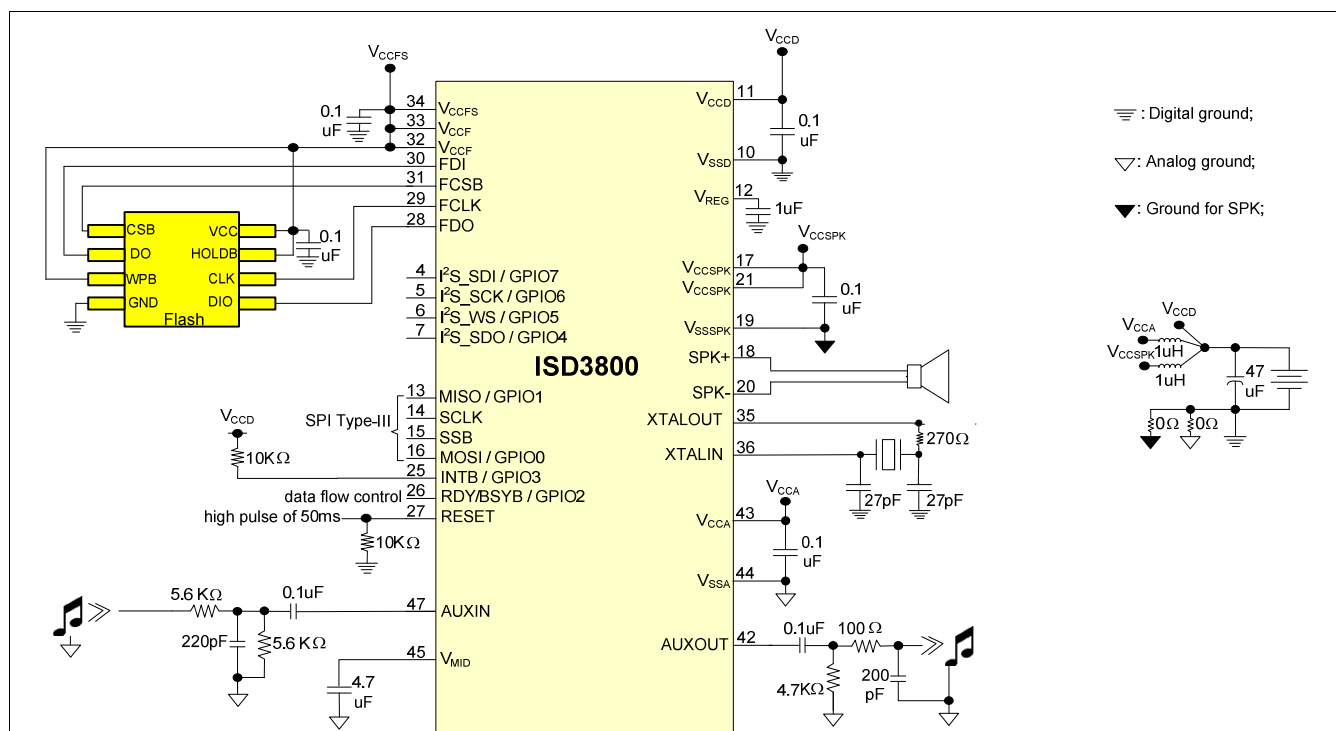 VCCFS
0.1
uF
34 VCCFS
33 VCCF
32 VCCF
30 FDI
31 FCSB
29 FCLK
28 FDO
CSB
DO
WPB
GND
VCC
HOLDB
CLK
DIO
Flash
0.1
uF
4 I²S_SDI / GPIO7
5 I²S_SCK / GPIO6
6 I²S_WS / GPIO5
7 I²S_SDO / GPIO4
ISD3800
SPI Type-III
13 MISO / GPIO1
14 SCLK
15 SSB
16 MOSI / GPIO0
VCCD
10KΩ
25 INTB / GPIO3
data flow control 26 RDY/BSYB / GPIO2
high pulse of 50ms 27 RESET
10KΩ
5.6 KΩ
0.1uF
47 AUXIN
220pF
5.6 KΩ
45 VMID
4.7
uF
VCCD
VCCD 11
0.1
uF
VSSD 10
VREG 12
1uF
VCCSPK
VCCSPK 17
VCCSPK 21
0.1
uF
VSSSPK 19
SPK+ 18
SPK- 20
XTALOUT 35
270Ω
XTALIN 36
27pF
27pF
VCCA
VCCA 43
0.1
uF
VSSA 44
AUXOUT 42
0.1uF
100Ω
4.7KΩ
200
pF
: Digital ground;
: Analog ground;
: Ground for SPK;
VCCD
VCCA
1uH
VCCSPK
1uH
47
uF
0Ω
0Ω